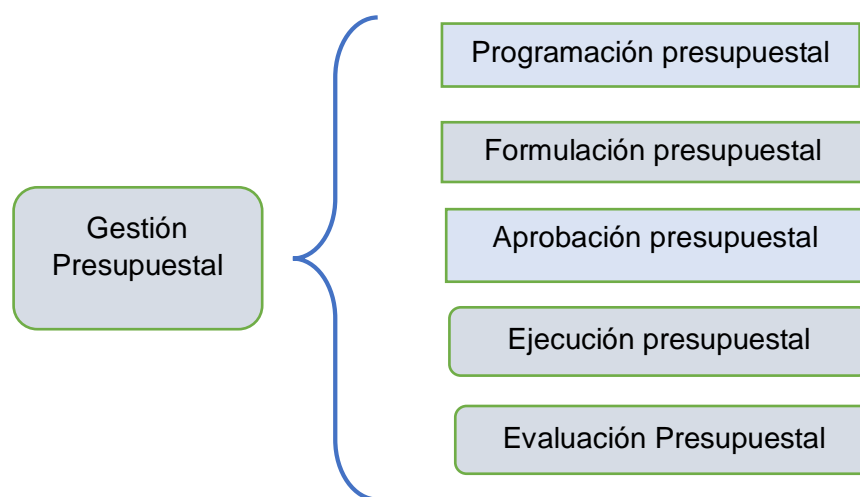 Gestión
Presupuestal
Programación presupuestal
Formulación presupuestal
Aprobación presupuestal
Ejecución presupuestal
Evaluación Presupuestal